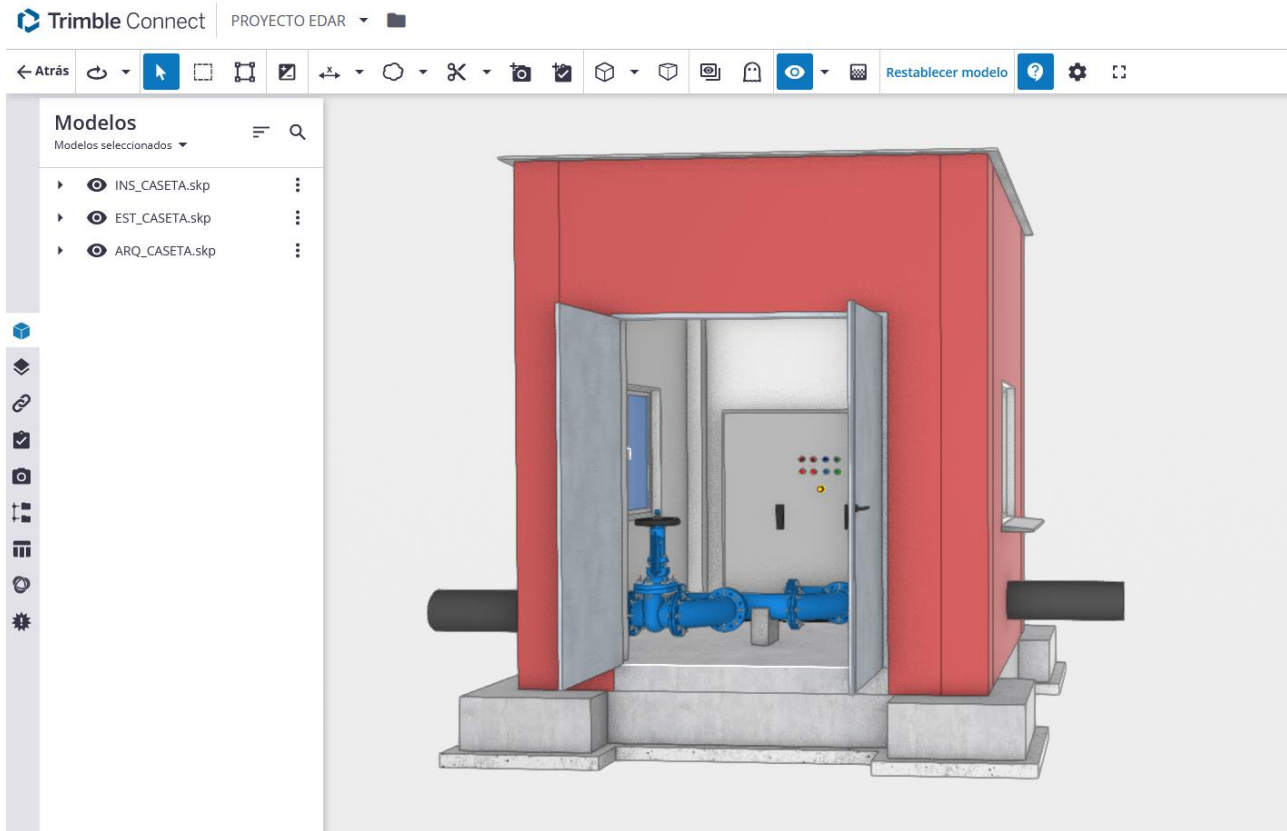 Trimble Connect
PROYECTO EDAR
Atrás
x
Restablecer modelo
Modelos
Modelos seleccionados
INS_CASETA.skp
EST_CASETA.skp
ARQ_CASETA.skp